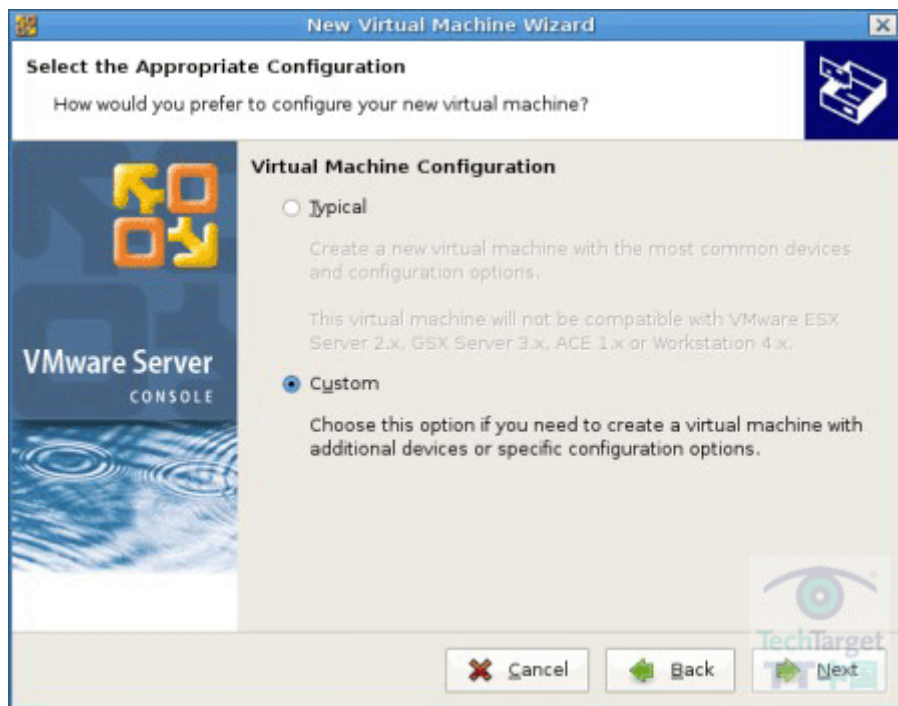 New Virtual Machine Wizard
Select the Appropriate Configuration
How would you prefer to configure your new virtual machine?
Virtual Machine Configuration
Typical
Create a new virtual machine with the most common devices
and configuration options.
This virtual machine will not be compatible with VMware ESX
Server 2.x, GSX Server 3.x, ACE 1.x or Workstation 4.x.
Custom
Choose this option if you need to create a virtual machine with
additional devices or specific configuration options.
VMware Server
CONSOLE
TechTarget
Cancel
Back
Next